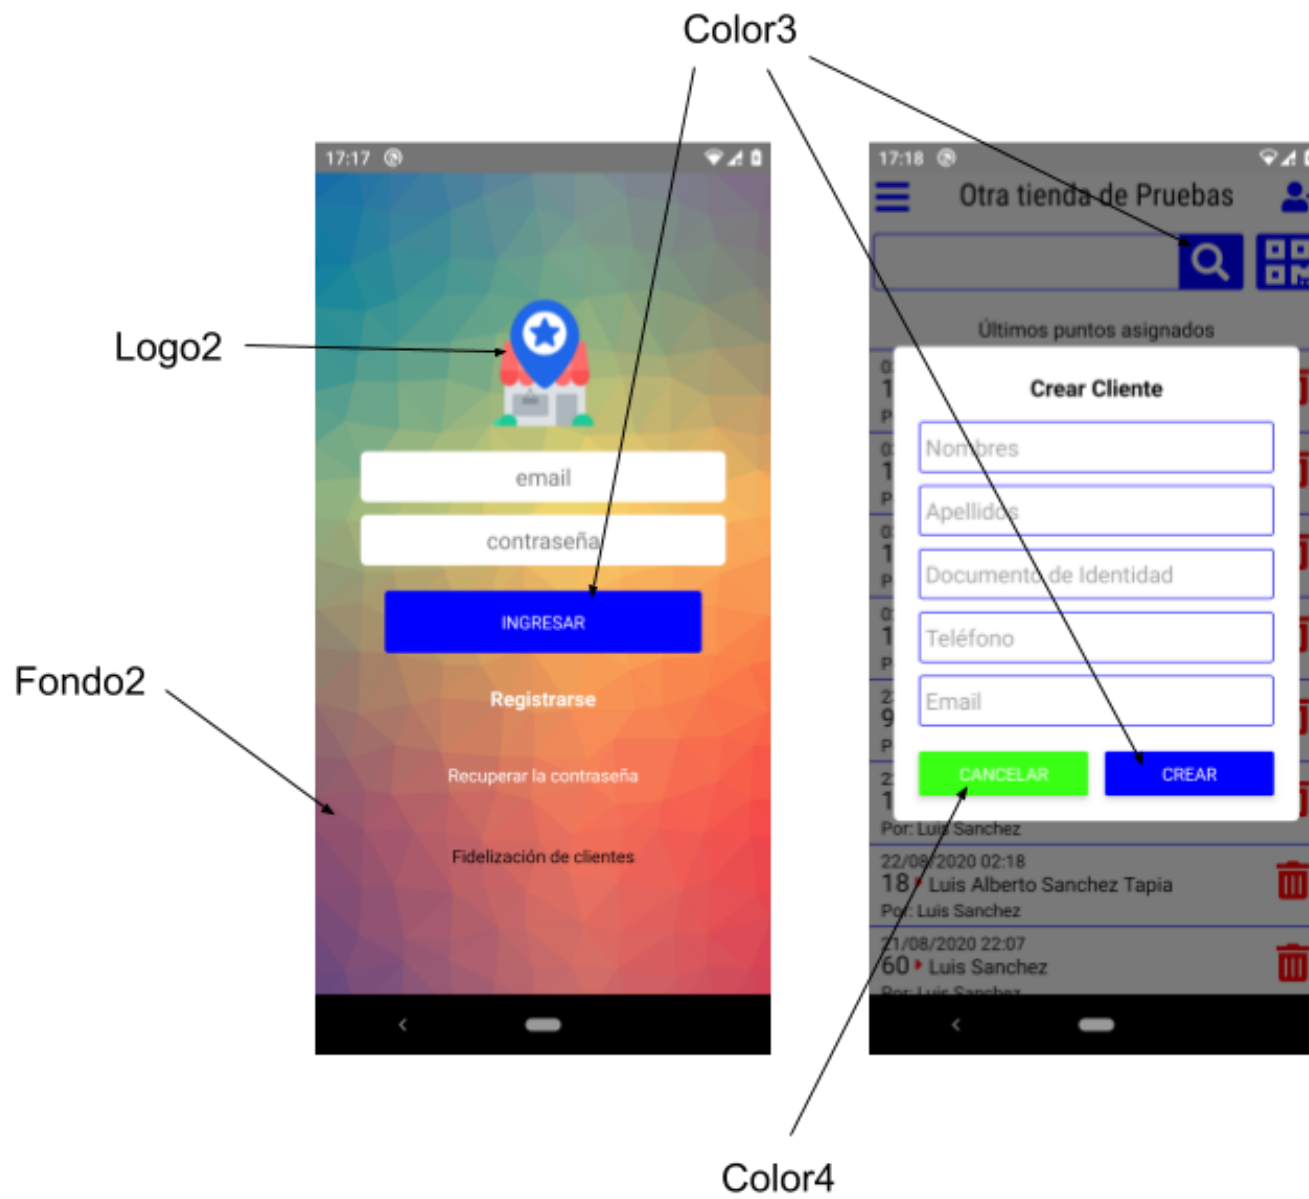 Color3
17:17
Logo2
email
contraseña
INGRESAR
Fondo2
Registrarse
Recuperar la contraseña
Fidelización de clientes
17:18
Otra tienda de Pruebas
Últimos puntos asignados
Crear Cliente
Nombres
Apellidos
Documento de Identidad
Teléfono
Email
CANCELAR
CREAR
Por: Luis Sanchez
22/08/2020 02:18
18 Luis Alberto Sanchez Tapia
Por: Luis Sanchez
21/08/2020 22:07
60 Luis Sanchez
Por: Luis Sanchez
Color4